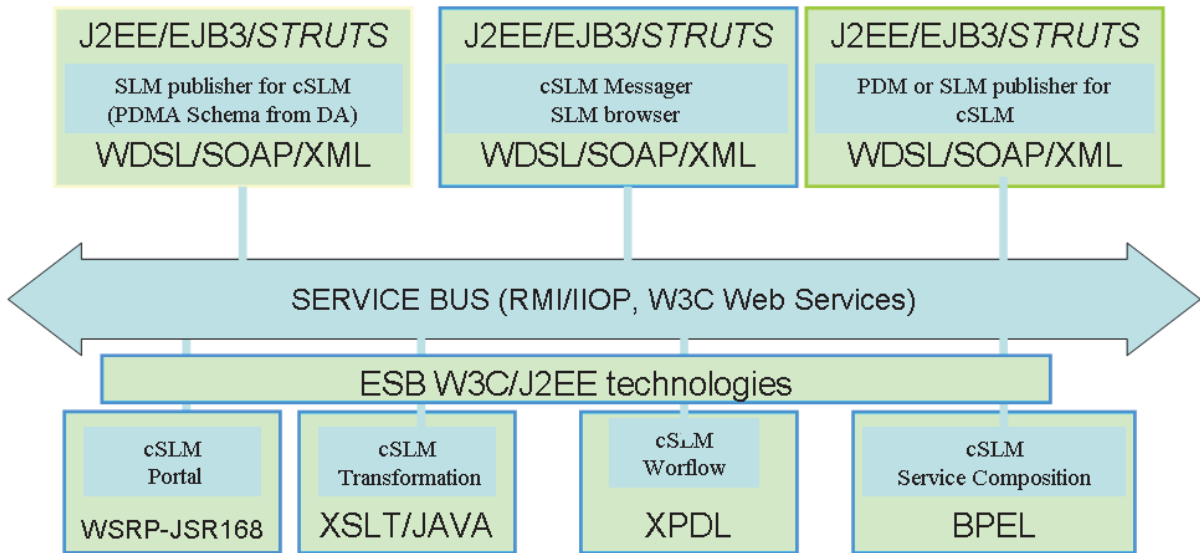 J2EE/EJB3/STRUTS
SLM publisher for cSLM
(PDMA Schema from DA)
WDSL/SOAP/XML
J2EE/EJB3/STRUTS
cSLM Messager
SLM browser
WDSL/SOAP/XML
J2EE/EJB3/STRUTS
PDM or SLM publisher for
cSLM
WDSL/SOAP/XML
SERVICE BUS (RMI/IIOP, W3C Web Services)
ESB W3C/J2EE technologies
cSLM
Portal
WSRP-JSR168
cSLM
Transformation
XSLT/JAVA
cSLM
Worflow
XPDL
cSLM
Service Composition
BPEL